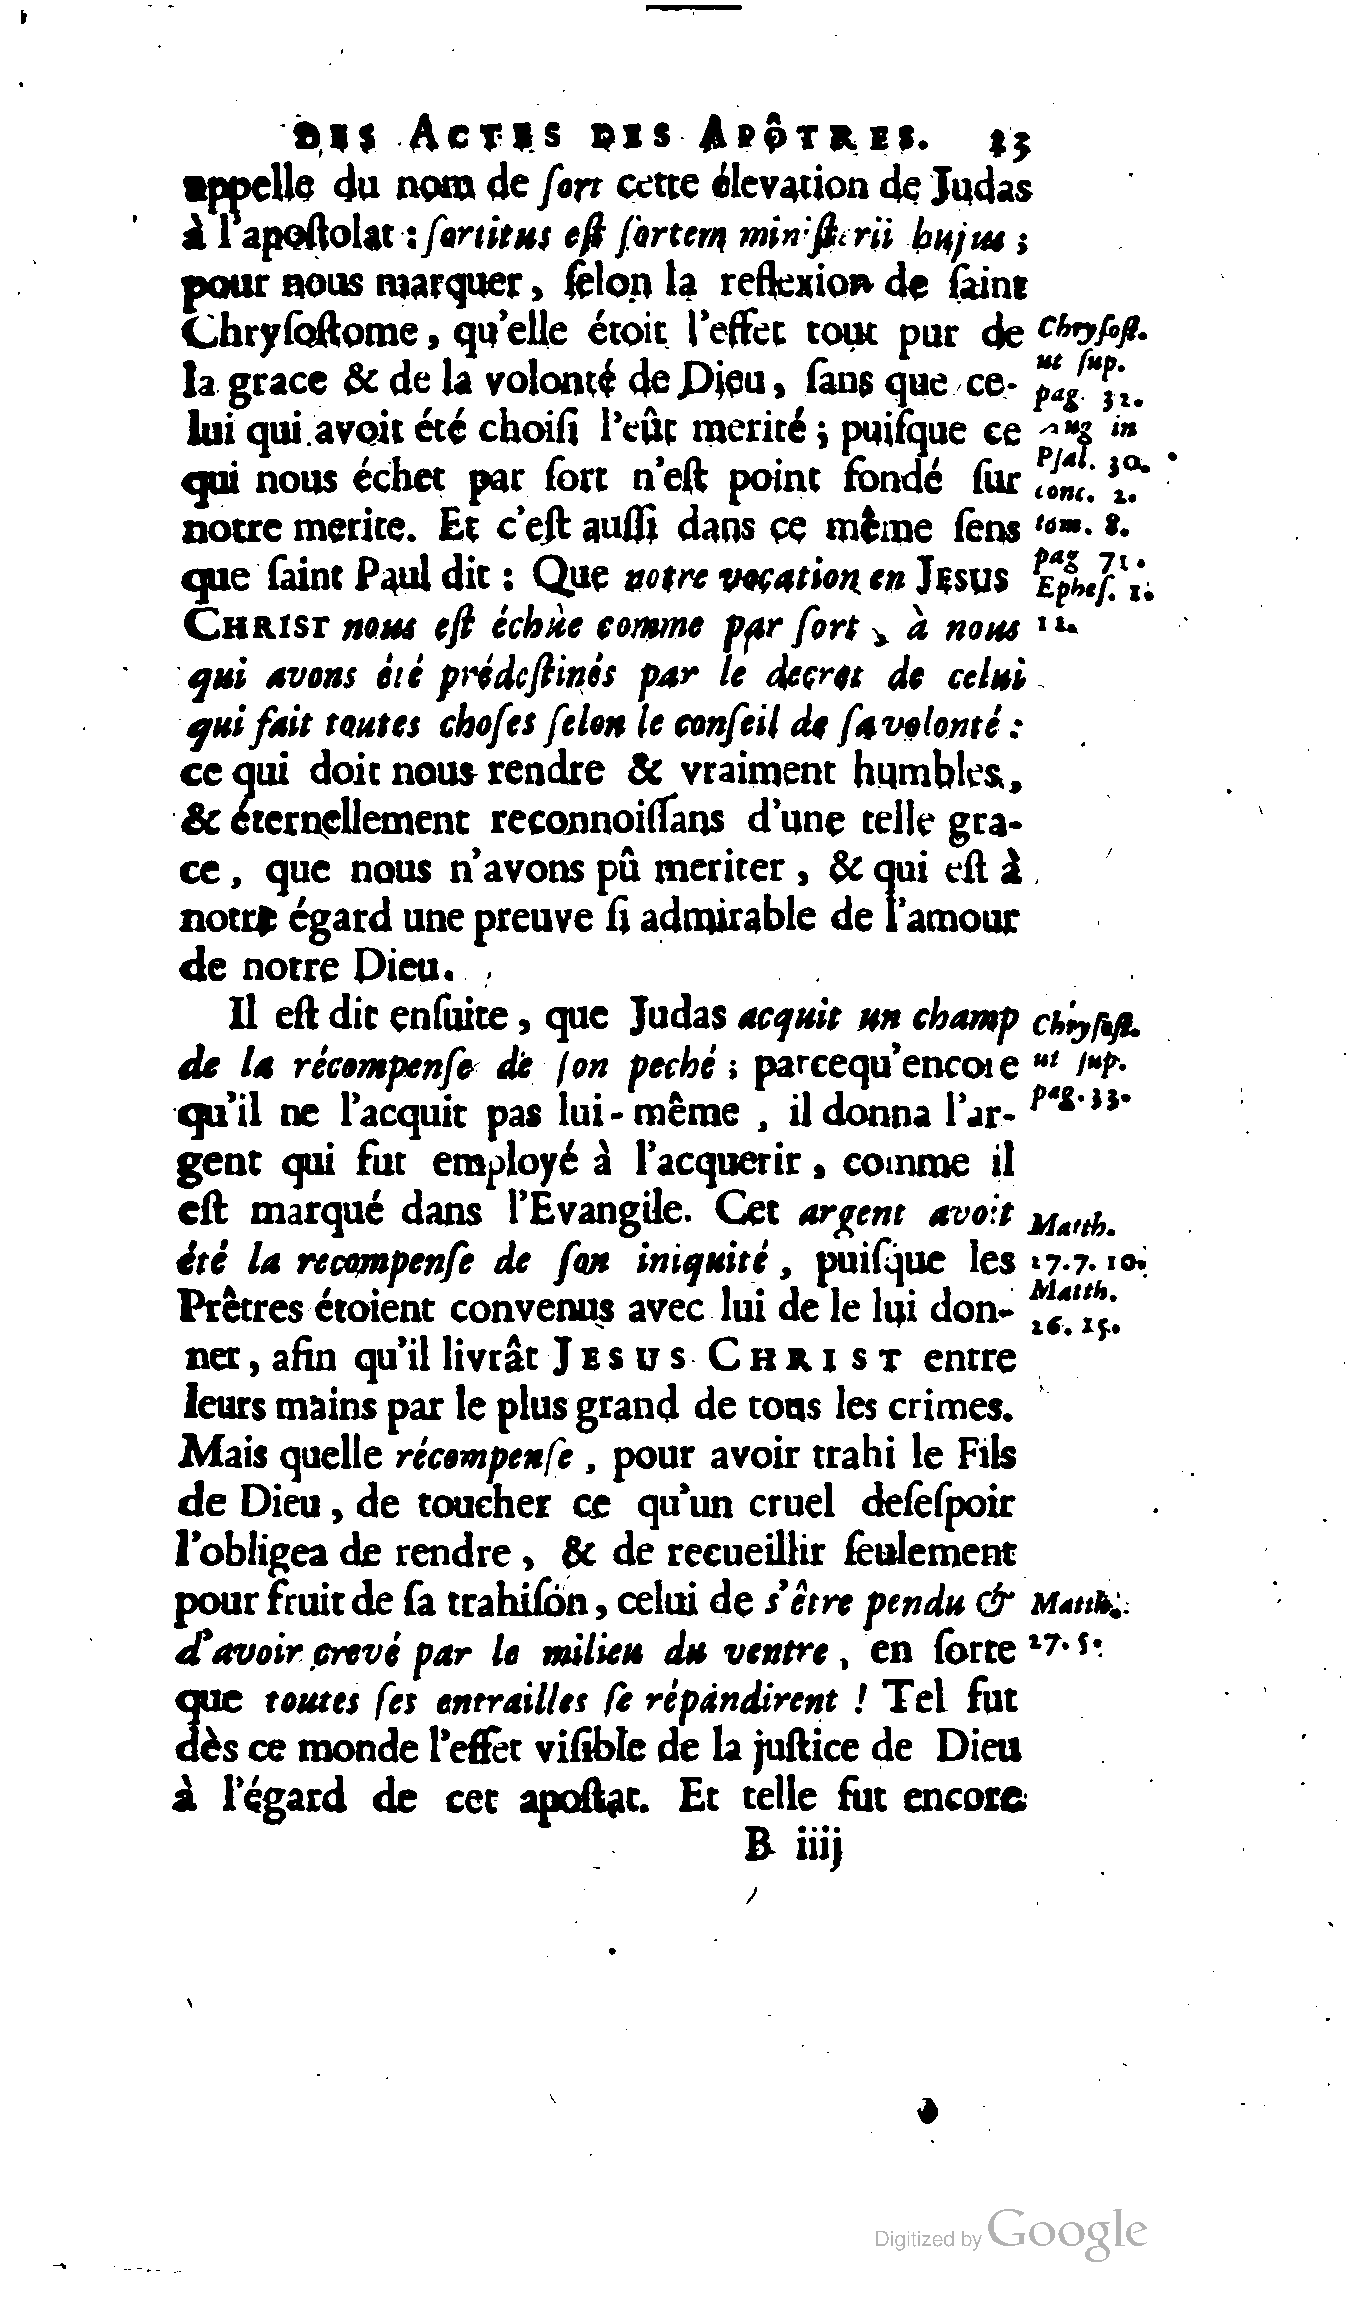 DES ACTES DES APÔTRES. 23
appelle du nom de ſort cette élevation de Judas
à l'apoſtolat : ſortitus eſt ſortem miniſterii hujus ;
pour nous marquer, ſelon la reflexion de ſaint
Chryſoſtome, qu'elle étoit l'effet tout pur de
la grace & de la volonté de Dieu, ſans que ce-
lui qui avoit été choiſi l'eût merité ; puiſque ce
qui nous échet par ſort n'eſt point fondé ſur
notre merite. Et c'eſt auſſi dans ce même ſens
que ſaint Paul dit : Que notre vocation en JESUS
CHRIST nous eſt échûe comme par ſort, à nous
qui avons été prédeſtinés par le decret de celui
qui fait toutes choſes ſelon le conſeil de ſa volonté :
ce qui doit nous rendre & vraiment humbles,
& éternellement reconnoiſſans d'une telle gra-
ce, que nous n'avons pû meriter, & qui eſt à
notre égard une preuve ſi admirable de l'amour
de notre Dieu.
Chryſoſt.
ut ſup.
pag. 32.
Aug in
Pſal. 30.
conc. 2.
tom. 8.
pag 71.
Epheſ. 1.
11.
Il eſt dit enſuite, que Judas acquit un champ
de la récompenſe de ſon peché ; parcequ'encore
qu'il ne l'acquit pas lui-même, il donna l'ar-
gent qui fut employé à l'acquerir, comme il
eſt marqué dans l'Evangile. Cet argent avoit
été la recompenſe de ſon iniquité, puiſque les
Prêtres étoient convenus avec lui de le lui don-
ner, afin qu'il livrât JESUS CHRIST entre
leurs mains par le plus grand de tous les crimes.
Mais quelle récompenſe, pour avoir trahi le Fils
de Dieu, de toucher ce qu'un cruel deſeſpoir
l'obligea de rendre, & de recueillir ſeulement
pour fruit de ſa trahiſon, celui de s'être pendu &
d'avoir crevé par le milieu du ventre, en ſorte
que toutes ſes entrailles ſe répandirent ! Tel fut
dès ce monde l'effet viſible de la juſtice de Dieu
à l'égard de cet apoſtat. Et telle fut encore
Chryſoſt.
ut ſup.
pag. 33.
Matth.
17.7. 10.
Matth.
26. 15.
Matth.
27. 5.
B iiij
Digitized by Google